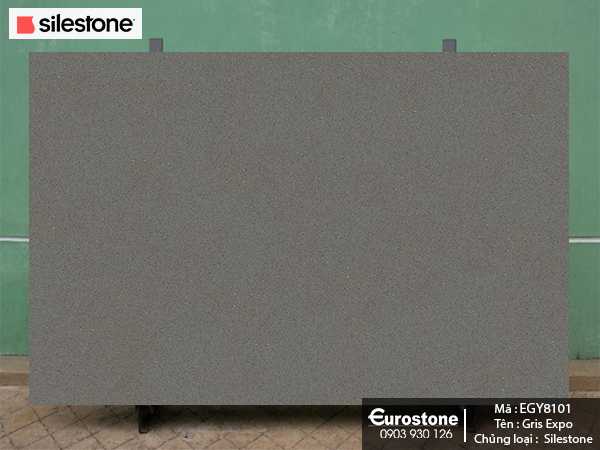 silestone
Eurostone
0903 930 126
Mã : EGY8101
Tên : Gris Expo
Chủng loại : Silestone